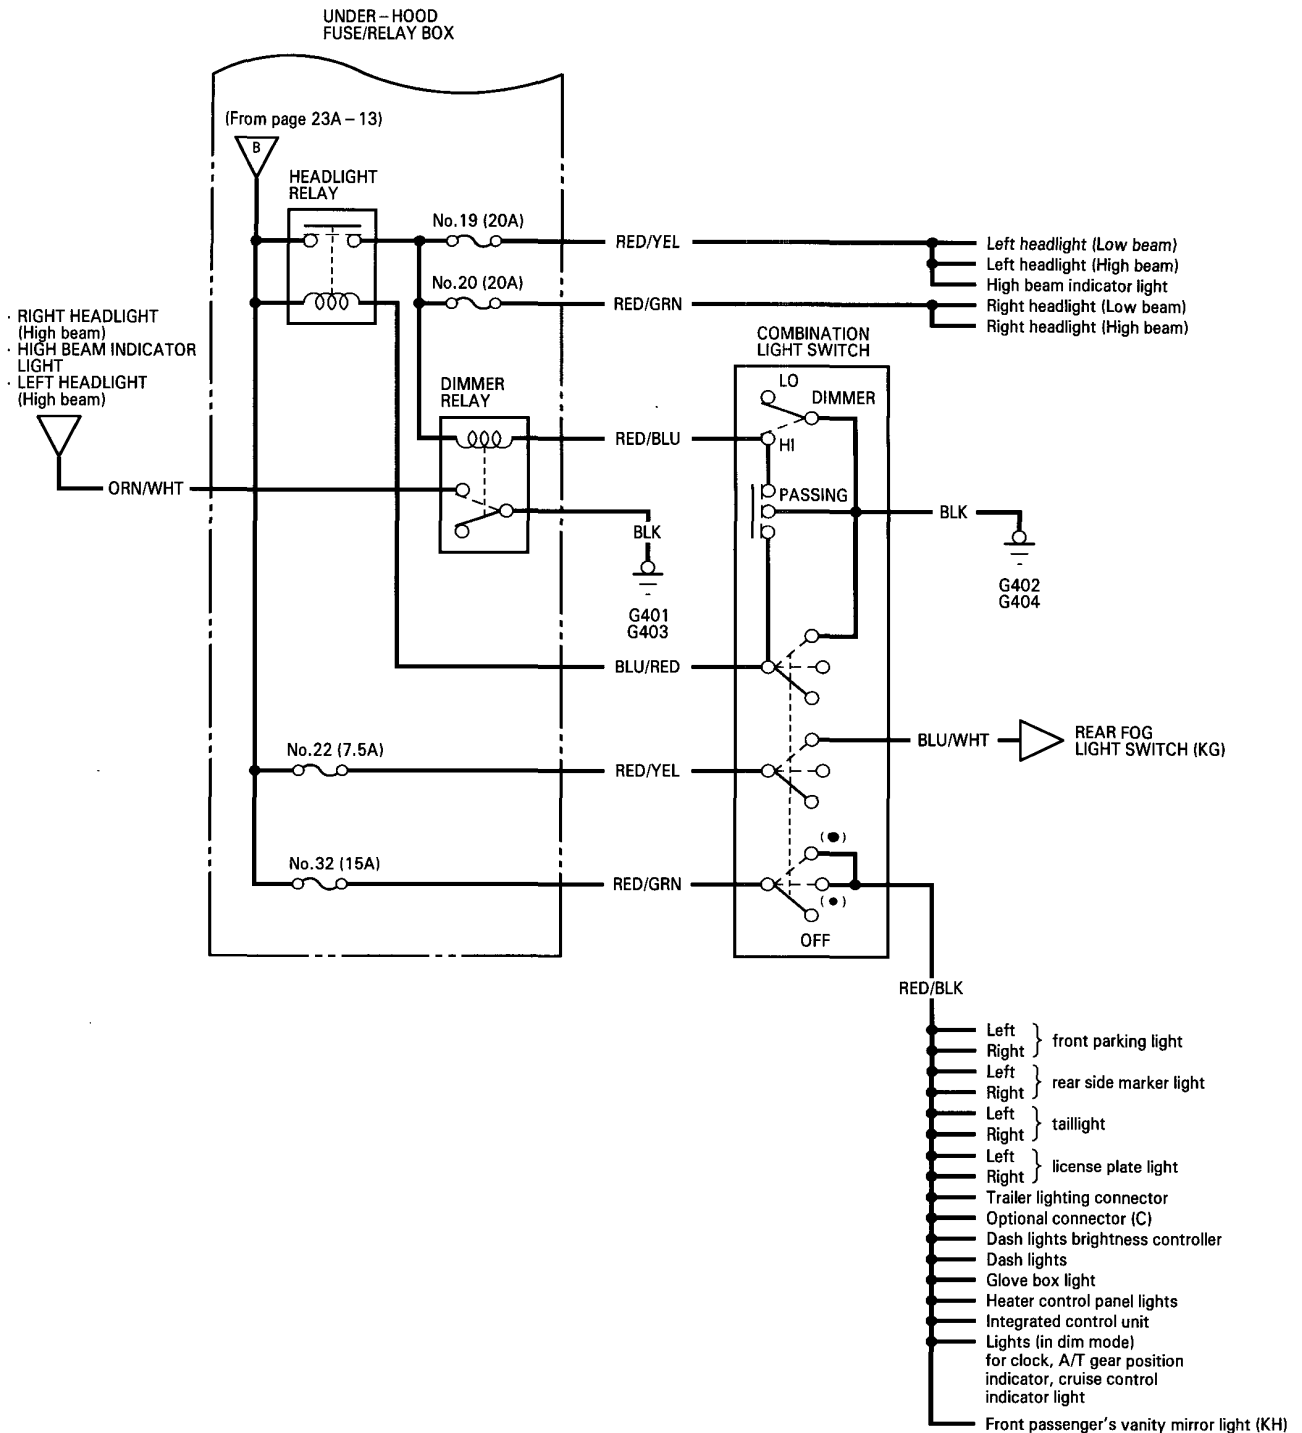 UNDER-HOOD
FUSE/RELAY BOX
(From page 23A-13)
B
HEADLIGHT
RELAY
No.19 (20A)
RED/YEL
Left headlight (Low beam)
Left headlight (High beam)
High beam indicator light
No.20 (20A)
RED/GRN
Right headlight (Low beam)
Right headlight (High beam)
· RIGHT HEADLIGHT
(High beam)
· HIGH BEAM INDICATOR
LIGHT
· LEFT HEADLIGHT
(High beam)
ORN/WHT
DIMMER
RELAY
RED/BLU
BLK
G401
G403
COMBINATION
LIGHT SWITCH
LO
DIMMER
HI
PASSING
BLK
G402
G404
BLU/RED
No.22 (7.5A)
RED/YEL
BLU/WHT
REAR FOG
LIGHT SWITCH (KG)
No.32 (15A)
RED/GRN
(●)
(•)
OFF
RED/BLK
Left
Right
front parking light
Left
Right
rear side marker light
Left
Right
taillight
Left
Right
license plate light
Trailer lighting connector
Optional connector (C)
Dash lights brightness controller
Dash lights
Glove box light
Heater control panel lights
Integrated control unit
Lights (in dim mode)
for clock, A/T gear position
indicator, cruise control
indicator light
Front passenger's vanity mirror light (KH)